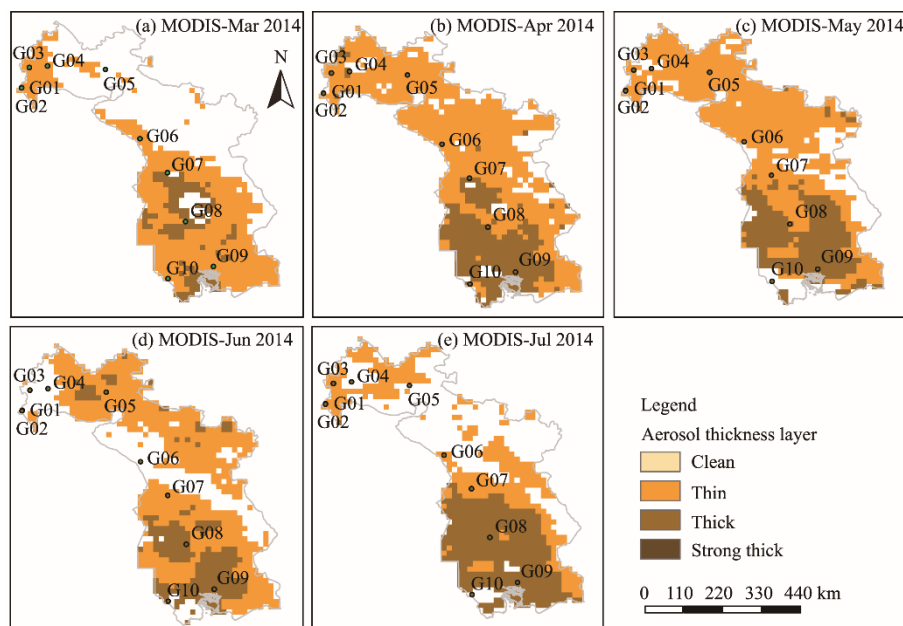 (a) MODIS-Mar 2014
G03
G04
N
G01
G05
G02
G06
G07
G08
G09
G10
(b) MODIS-Apr 2014
G03
G04
G01
G05
G02
G06
G07
G08
G09
G10
(c) MODIS-May 2014
G03
G04
G01
G05
G02
G06
G07
G08
G09
G10
(d) MODIS-Jun 2014
G03
G04
G01
G05
G02
G06
G07
G08
G09
G10
(e) MODIS-Jul 2014
G03
G04
G01
G05
G02
G06
G07
G08
G09
G10
Legend
Aerosol thickness layer
Clean
Thin
Thick
Strong thick
0 110 220 330 440 km